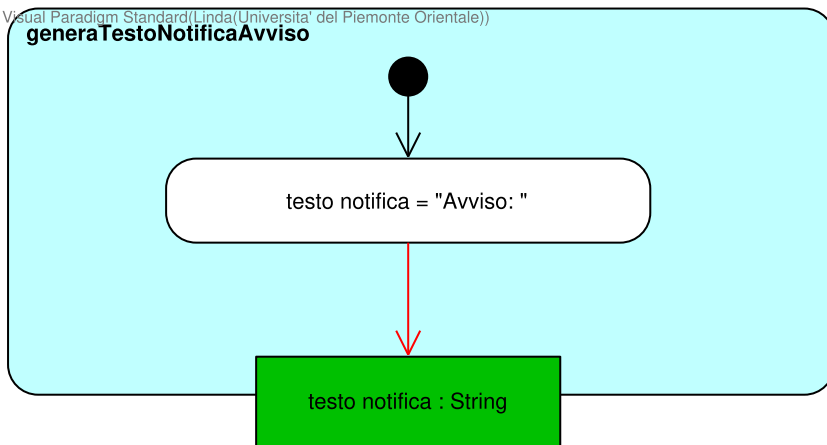 Visual Paradigm Standard(Linda(Universita' del Piemonte Orientale))
generaTestoNotificaAvviso
testo notifica = "Avviso: "
testo notifica : String